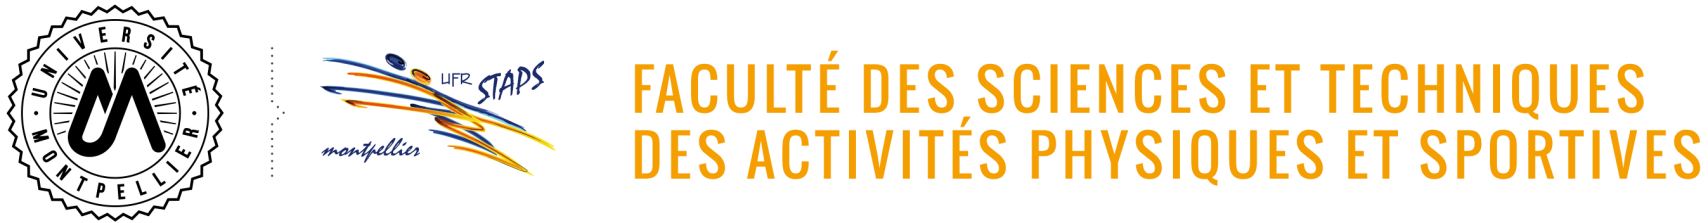 UNIVERSITÉ
MONTPELLIER
UFR STAPS
montpellier
FACULTÉ DES SCIENCES ET TECHNIQUES
DES ACTIVITÉS PHYSIQUES ET SPORTIVES